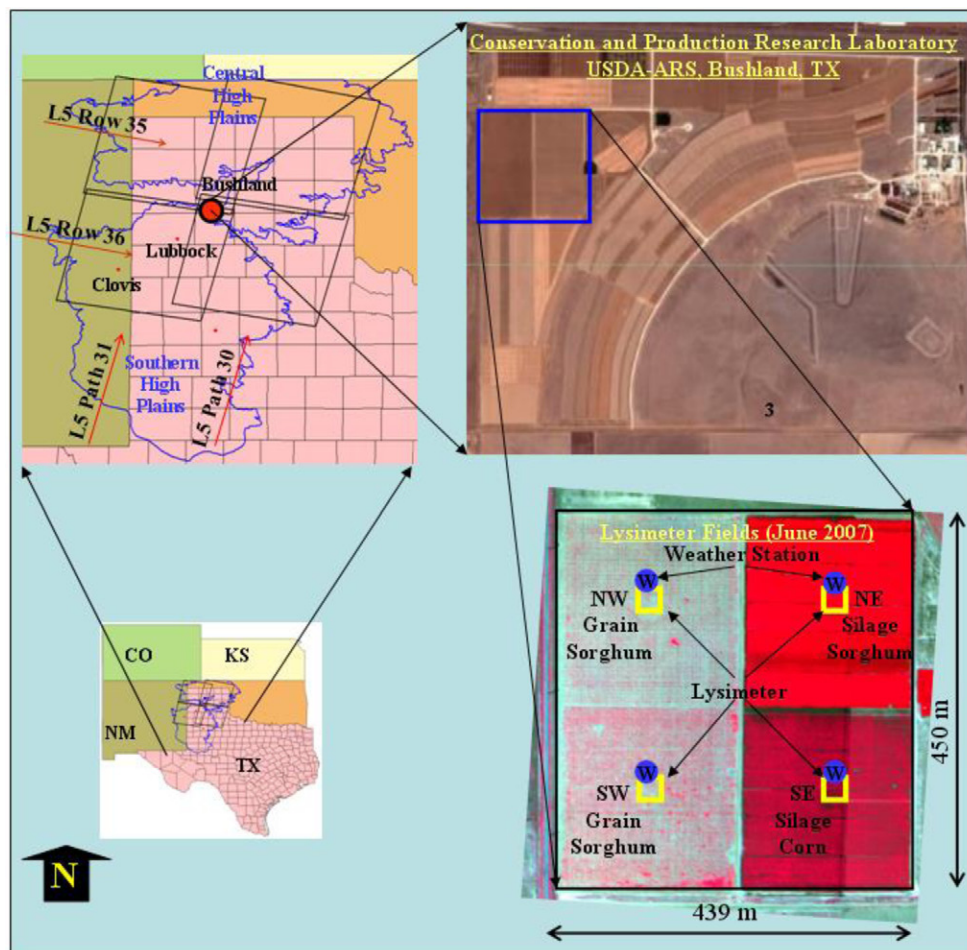 Central
High
Plains
L5 Row 35
Bushland
L5 Row 36
Lubbock
Clovis
L5 Path 31
Southern
High
Plains
L5 Path 30
Conservation and Production Research Laboratory
USDA-ARS, Bushland, TX
3
CO
KS
NM
TX
N
Lysimeter Fields (June 2007)
Weather Station
W
W
NW
Grain
Sorghum
NE
Silage
Sorghum
Lysimeter
W
W
SW
Grain
Sorghum
SE
Silage
Corn
450 m
439 m